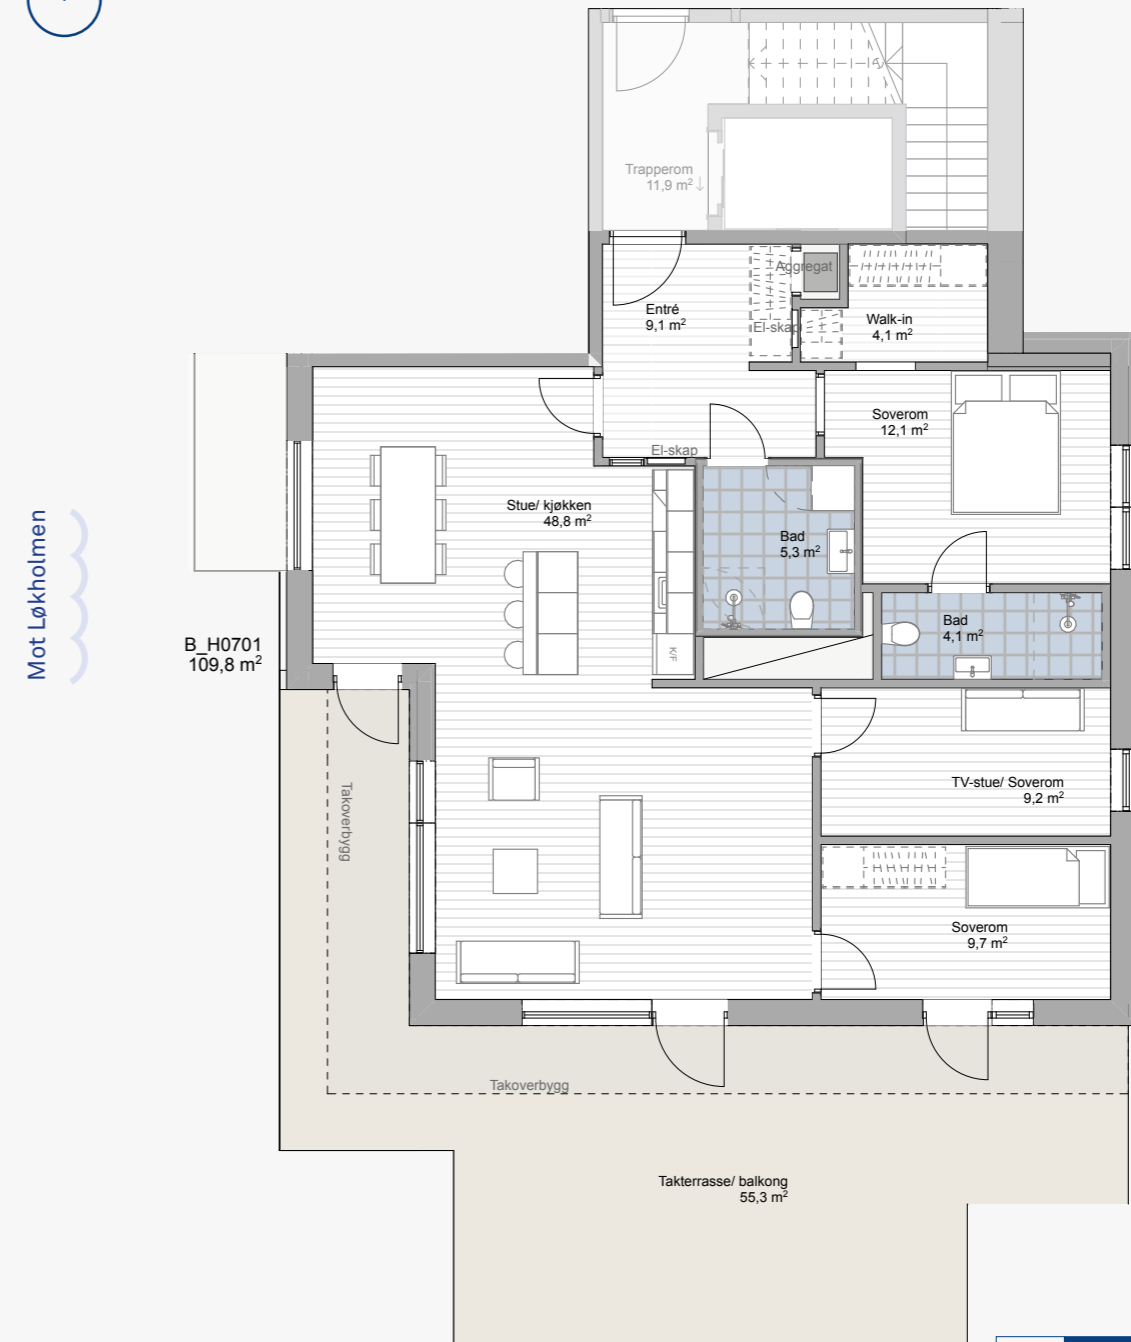 Trapperom
11,9 m²
Aggregat
Entré
9,1 m²
El-skap
Walk-in
4,1 m²
Soverom
12,1 m²
El-skap
Stue/ kjøkken
48,8 m²
Bad
5,3 m²
Mot Løkholmen
B_H0701
109,8 m²
K/F
Bad
4,1 m²
TV-stue/ Soverom
9,2 m²
Takoverbygg
Soverom
9,7 m²
Takoverbygg
Takterrasse/ balkong
55,3 m²